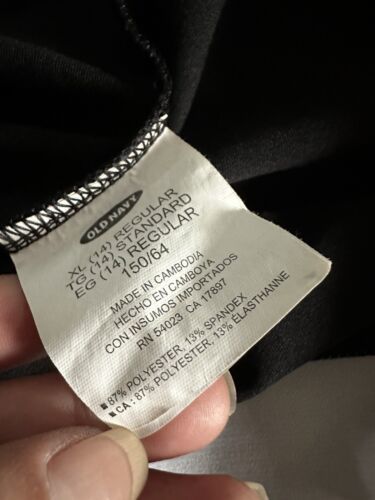 OLD NAVY
XL (14) REGULAR
TG (14) STANDARD
EG (14) REGULAR
150/64
MADE IN CAMBODIA
HECHO EN CAMBOYA
CON INSUMOS IMPORTADOS
RN 54023 CA 17897
■ 87% POLYESTER, 13% SPANDEX
■ CA : 87% POLYESTER, 13% ELASTHANNE